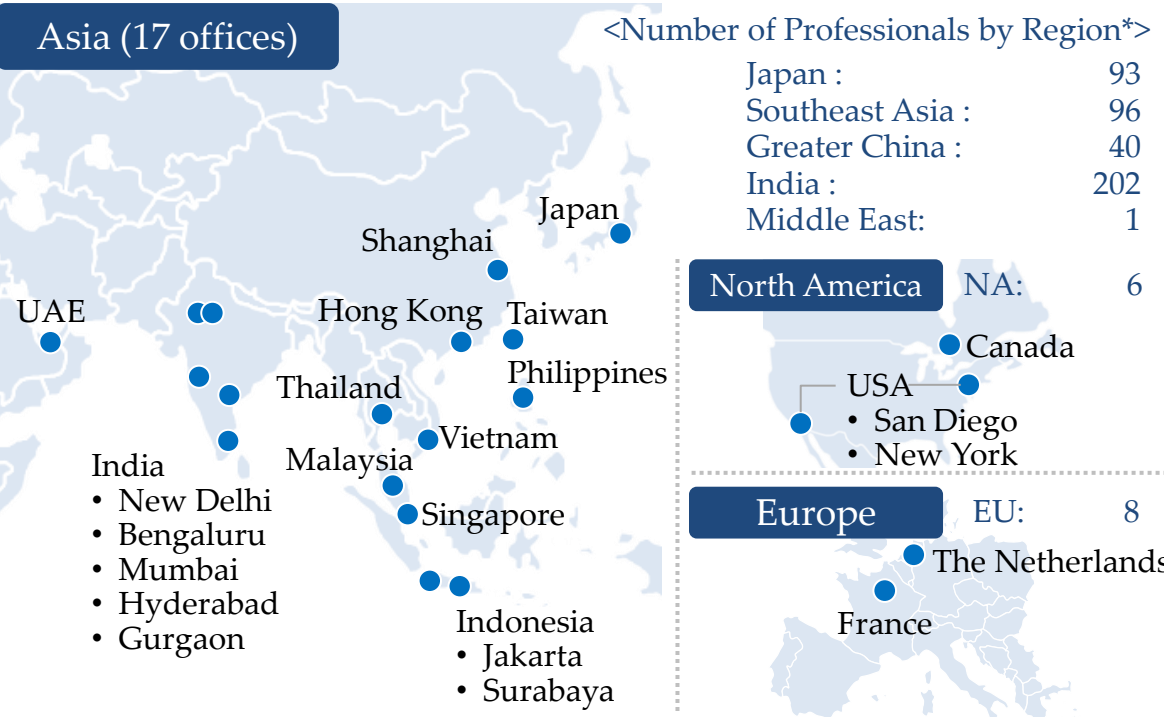 Asia (17 offices)
<Number of Professionals by Region*>
Japan : 93
Southeast Asia : 96
Greater China : 40
India : 202
Middle East: 1
Japan
Shanghai
UAE
Hong Kong
Taiwan
Philippines
Thailand
Vietnam
Malaysia
Singapore
India
• New Delhi
• Bengaluru
• Mumbai
• Hyderabad
• Gurgaon
Indonesia
• Jakarta
• Surabaya
North America NA: 6
Canada
USA
• San Diego
• New York
Europe EU: 8
The Netherlands
France